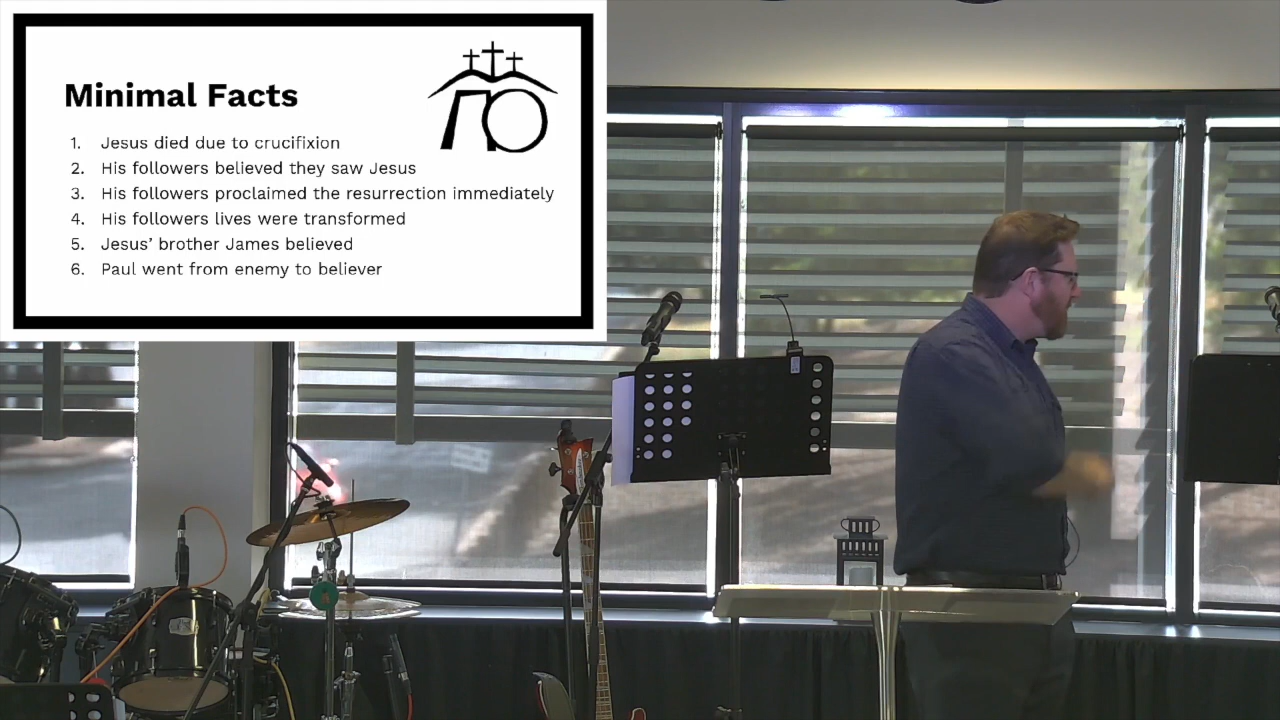 Minimal Facts
1. Jesus died due to crucifixion
2. His followers believed they saw Jesus
3. His followers proclaimed the resurrection immediately
4. His followers lives were transformed
5. Jesus’ brother James believed
6. Paul went from enemy to believer